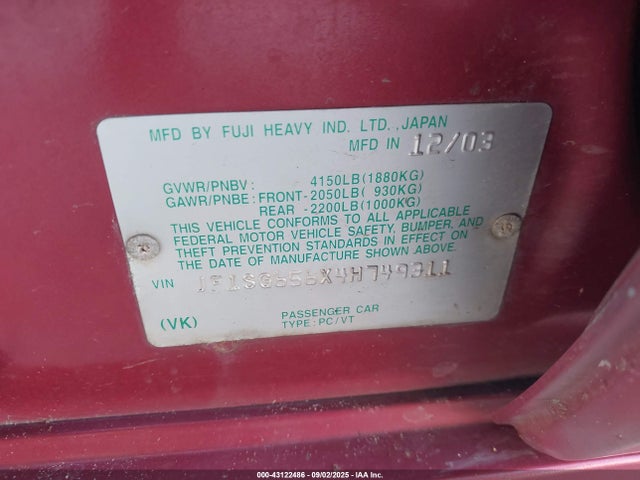 MFD BY FUJI HEAVY IND. LTD.,JAPAN
MFD IN 12/03
GVWR/PNBV: 4150LB(1880KG)
GAWR/PNBE: FRONT-2050LB( 930KG)
REAR -2200LB(1000KG)
THIS VEHICLE CONFORMS TO ALL APPLICABLE
FEDERAL MOTOR VEHICLE SAFETY, BUMPER, AND
THEFT PREVENTION STANDARDS IN EFFECT ON
THE DATE OF MANUFACTURE SHOWN ABOVE.
VIN JF1SG656X4H749311
(VK) PASSENGER CAR
TYPE:PC/VT
000-43122486 - 09/02/2025 - IAA Inc.